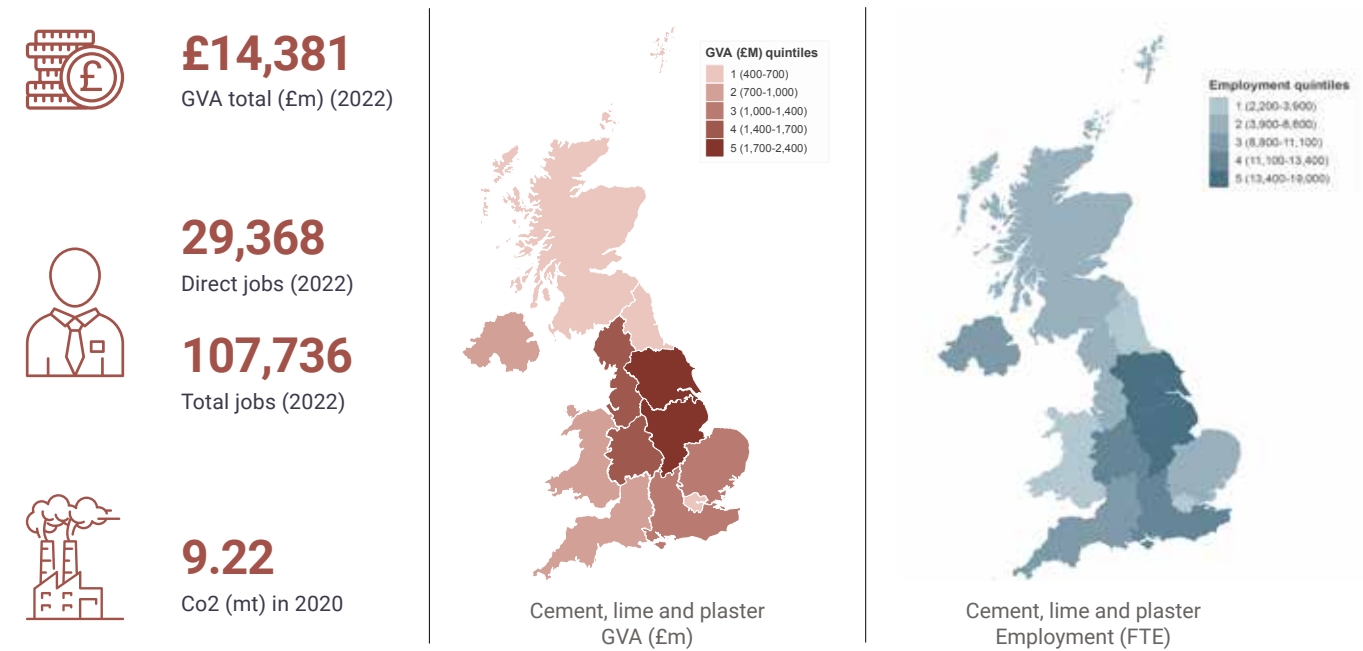 £14,381
GVA total (£m) (2022)
29,368
Direct jobs (2022)
107,736
Total jobs (2022)
9.22
Co2 (mt) in 2020
GVA (£M) quintiles
1 (400-700)
2 (700-1,000)
3 (1,000-1,400)
4 (1,400-1,700)
5 (1,700-2,400)
Cement, lime and plaster
GVA (£m)
Employment quintiles
1 (2,200-3,900)
2 (3,900-8,800)
3 (8,800-11,100)
4 (11,100-13,400)
5 (13,400-19,000)
Cement, lime and plaster
Employment (FTE)
£